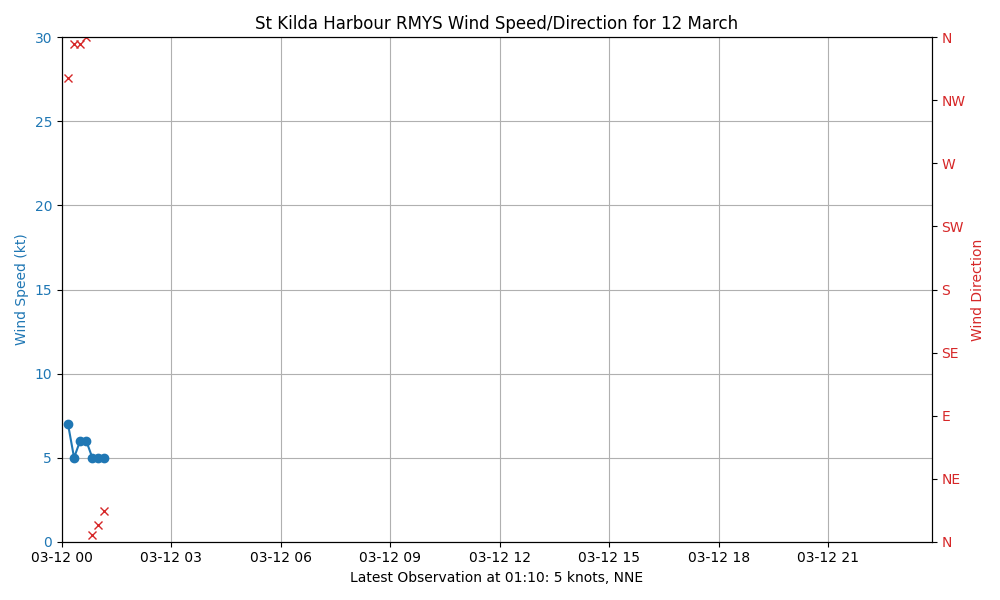 St Kilda Harbour RMYS Wind Speed/Direction for 12 March
30
25
20
15
10
5
0
Wind Speed (kt)
N
NW
W
SW
S
SE
E
NE
N
Wind Direction
03-12 00
03-12 03
03-12 06
03-12 09
03-12 12
03-12 15
03-12 18
03-12 21
Latest Observation at 01:10: 5 knots, NNE